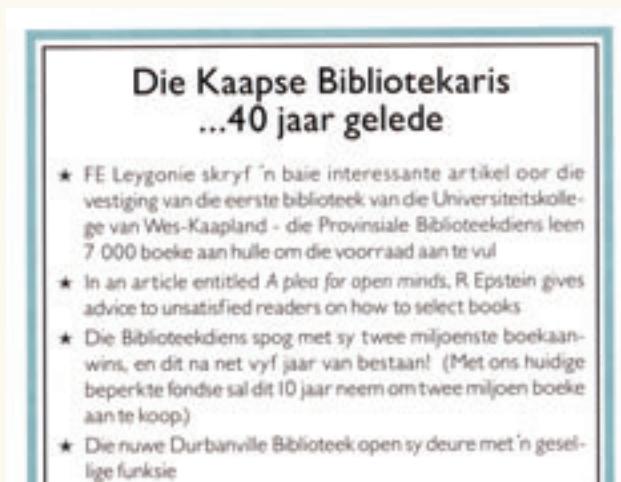 Die Kaapse Bibliotekaris
...40 jaar gelede
★ FE Leygonie skryf 'n baie interessante artikel oor die
vestiging van die eerste biblioteek van die Universiteitskolle-
ge van Wes-Kaapland - die Provinsiale Biblioteekdiens leen
7 000 boeke aan hulle om die voorraad aan te vul
★ In an article entitled A plea for open minds, R Epstein gives
advice to unsatisfied readers on how to select books
★ Die Biblioteekdiens spog met sy twee miljoenste boekaan-
wins, en dit na net vyf jaar van bestaan! (Met ons huidige
beperkte fondse sal dit 10 jaar neem om twee miljoen boeke
aan te koop.)
★ Die nuwe Durbanville Biblioteek open sy deure met 'n gesel-
lige funksie